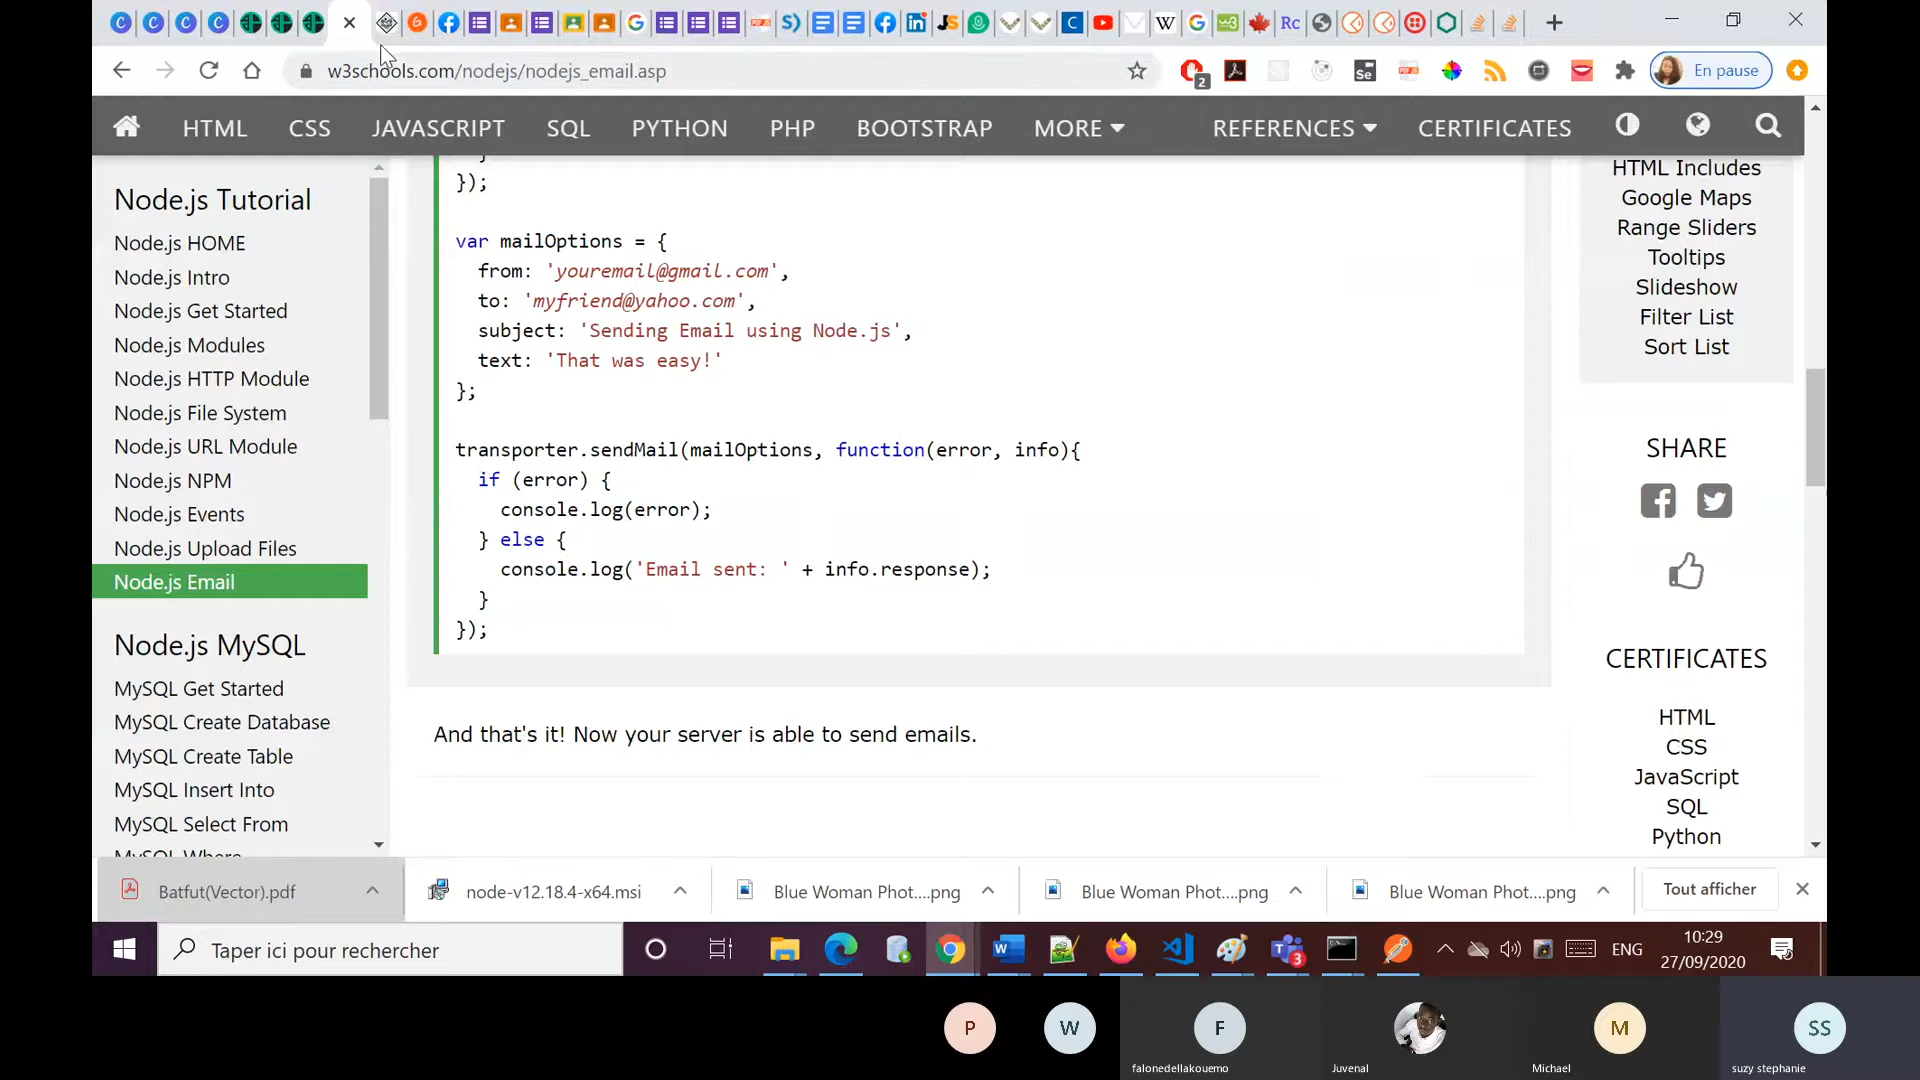 w3schools.com/nodejs/nodejs_email.asp
2
En pause
HTML CSS JAVASCRIPT SQL PYTHON PHP BOOTSTRAP MORE REFERENCES CERTIFICATES
Node.js Tutorial
Node.js HOME
Node.js Intro
Node.js Get Started
Node.js Modules
Node.js HTTP Module
Node.js File System
Node.js URL Module
Node.js NPM
Node.js Events
Node.js Upload Files
Node.js Email
Node.js MySQL
MySQL Get Started
MySQL Create Database
MySQL Create Table
MySQL Insert Into
MySQL Select From
MySQL Where
}
});
var mailOptions = {
from: 'youremail@gmail.com',
to: 'myfriend@yahoo.com',
subject: 'Sending Email using Node.js',
text: 'That was easy!'
};
transporter.sendMail(mailOptions, function(error, info){
if (error) {
console.log(error);
} else {
console.log('Email sent: ' + info.response);
}
});
And that's it! Now your server is able to send emails.
HTML Includes
Google Maps
Range Sliders
Tooltips
Slideshow
Filter List
Sort List
SHARE
CERTIFICATES
HTML
CSS
JavaScript
SQL
Python
Batfut(Vector).pdf
node-v12.18.4-x64.msi
Blue Woman Phot....png
Blue Woman Phot....png
Blue Woman Phot....png
Tout afficher
Taper ici pour rechercher
3
ENG
10:29
27/09/2020
P
W
F
M
SS
falonedellakouemo
Juvenal
Michael
suzy stephanie